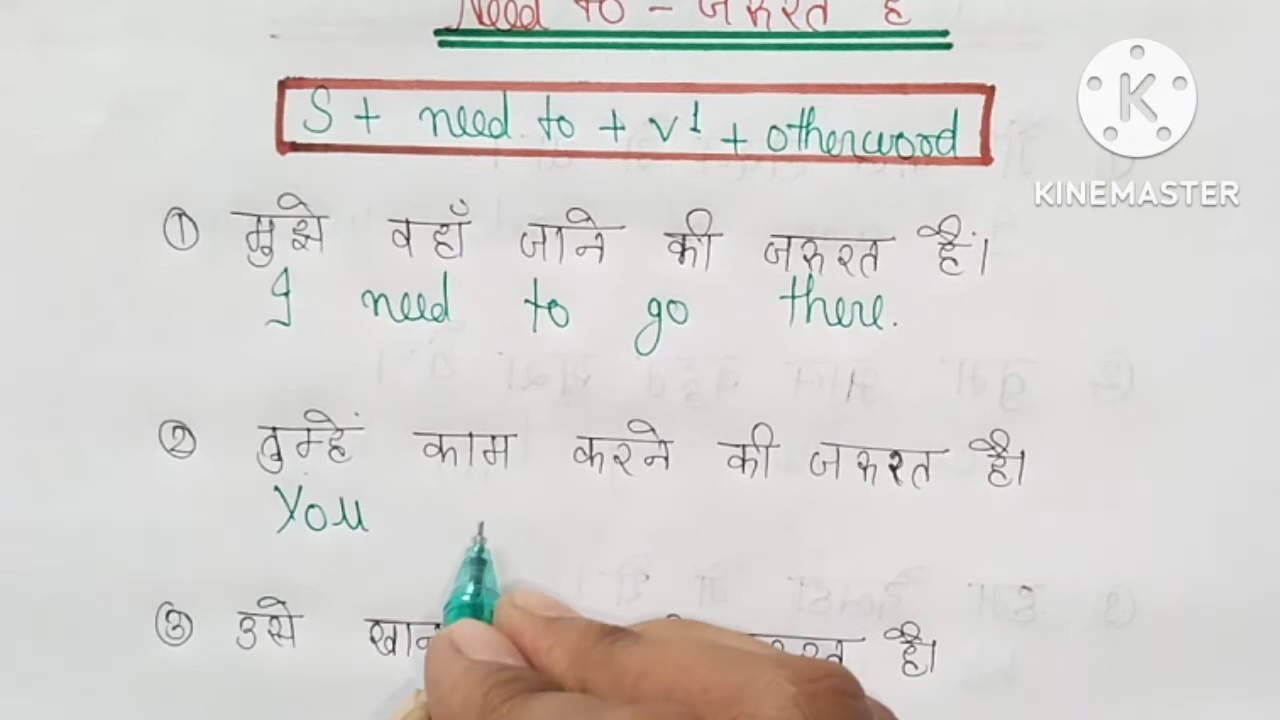 Need to - जरूरत है
S + need to + v1 + otherword
KINEMASTER
① मुझे वहाँ जाने की जरूरत हैं।
I need to go there.
② तुम्हें काम करने की जरूरत है।
You
③ उसे है।